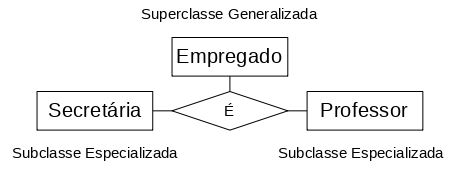 Superclasse Generalizada
Empregado
Secretária
É
Professor
Subclasse Especializada
Subclasse Especializada